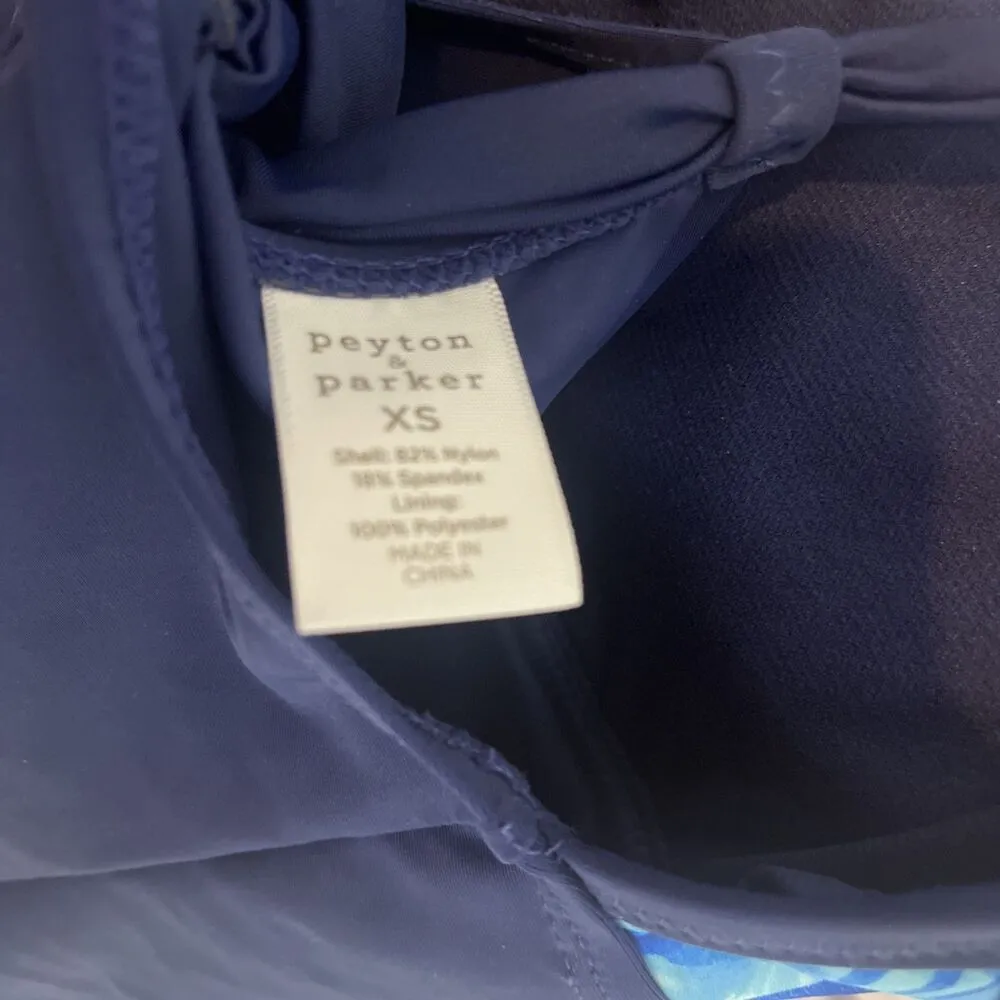 peyton
&
parker
XS
Shell: 82% Nylon
18% Spandex
Lining:
100% Polyester
MADE IN
CHINA